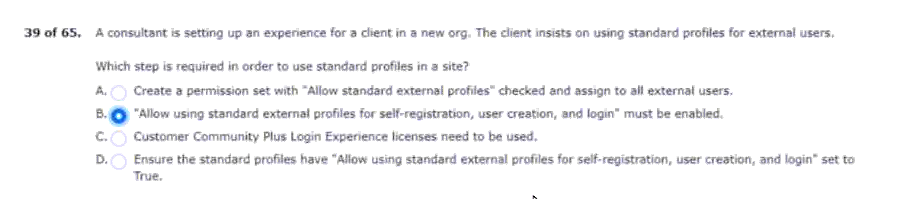 39 of 65. A consultant is setting up an experience for a client in a new org. The client insists on using standard profiles for external users.
Which step is required in order to use standard profiles in a site?
A. Create a permission set with "Allow standard external profiles" checked and assign to all external users.
B. "Allow using standard external profiles for self-registration, user creation, and login" must be enabled.
C. Customer Community Plus Login Experience licenses need to be used.
D. Ensure the standard profiles have "Allow using standard external profiles for self-registration, user creation, and login" set to
True.